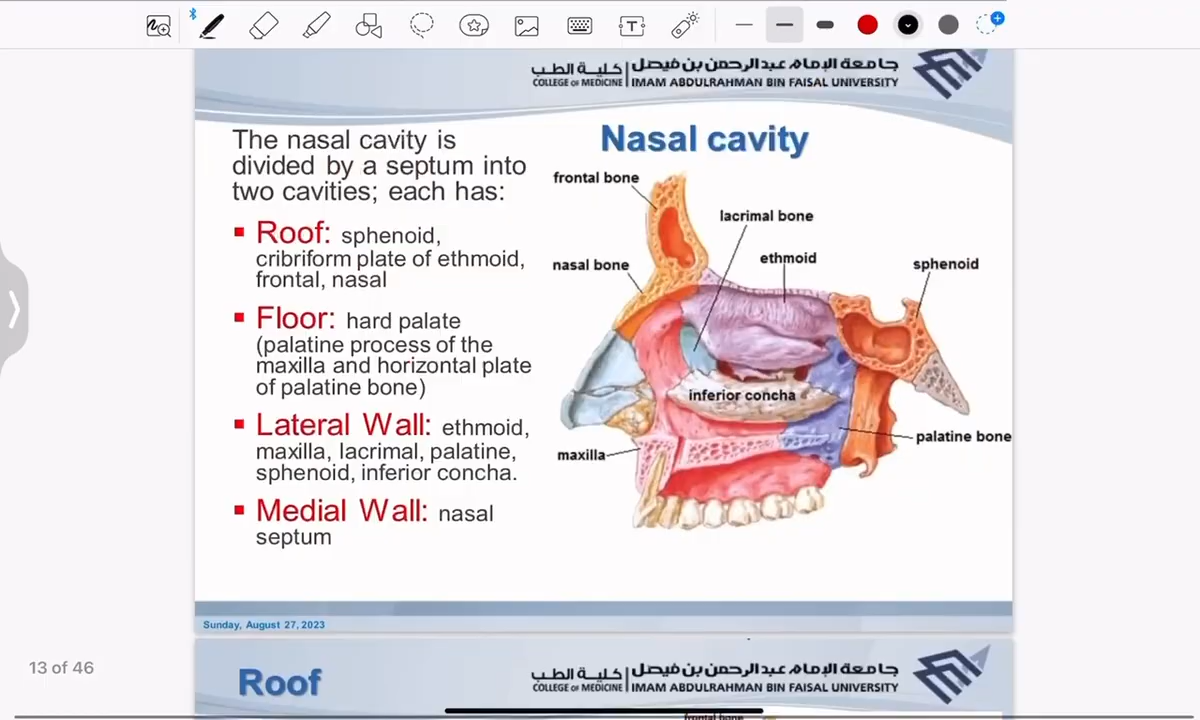 كلية الطب | جامعة الإمام عبدالرحمن بن فيصل
COLLEGE OF MEDICINE | IMAM ABDULRAHMAN BIN FAISAL UNIVERSITY
Nasal cavity
The nasal cavity is
divided by a septum into
two cavities; each has:
Roof: sphenoid,
cribriform plate of ethmoid,
frontal, nasal
Floor: hard palate
(palatine process of the
maxilla and horizontal plate
of palatine bone)
Lateral Wall: ethmoid,
maxilla, lacrimal, palatine,
sphenoid, inferior concha.
Medial Wall: nasal
septum
frontal bone
lacrimal bone
nasal bone
ethmoid
sphenoid
inferior concha
palatine bone
maxilla
Sunday, August 27, 2023
13 of 46
Roof
كلية الطب | جامعة الإمام عبدالرحمن بن فيصل
COLLEGE OF MEDICINE | IMAM ABDULRAHMAN BIN FAISAL UNIVERSITY
frontal bone